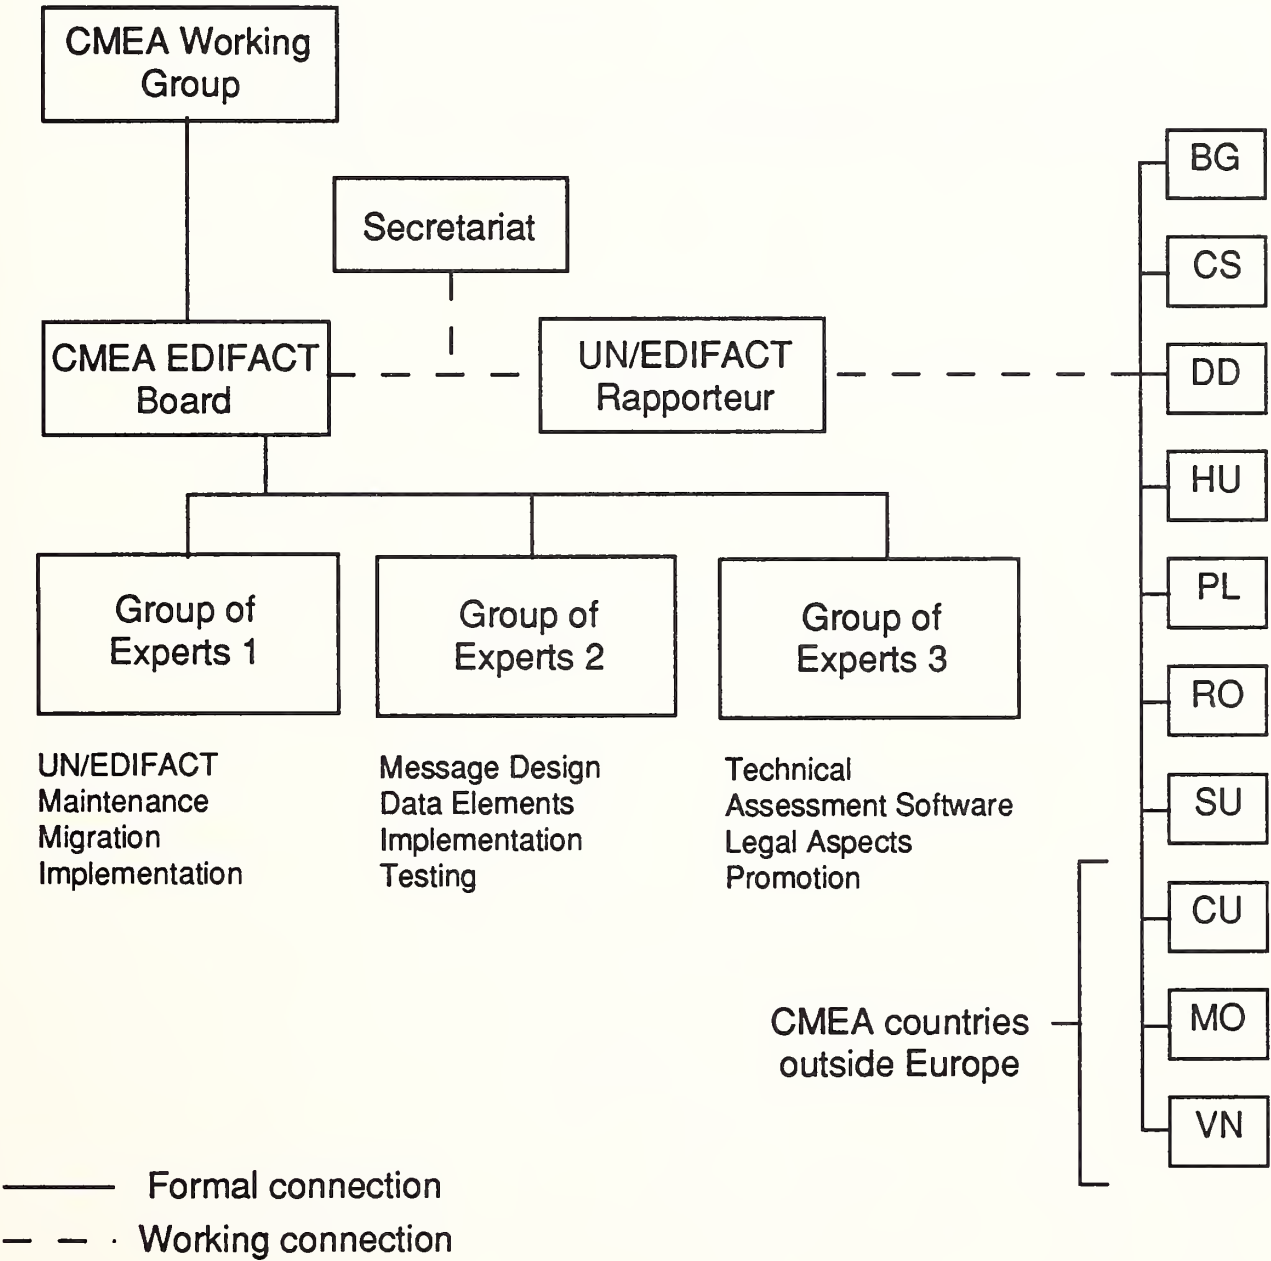 CMEA Working
Group
Secretariat
CMEA EDIFACT
Board
UN/EDIFACT
Rapporteur
BG
CS
DD
HU
PL
RO
SU
CU
MO
VN
Group of
Experts 1
Group of
Experts 2
Group of
Experts 3
UN/EDIFACT
Maintenance
Migration
Implementation
Message Design
Data Elements
Implementation
Testing
Technical
Assessment Software
Legal Aspects
Promotion
CMEA countries
outside Europe
Formal connection
Working connection